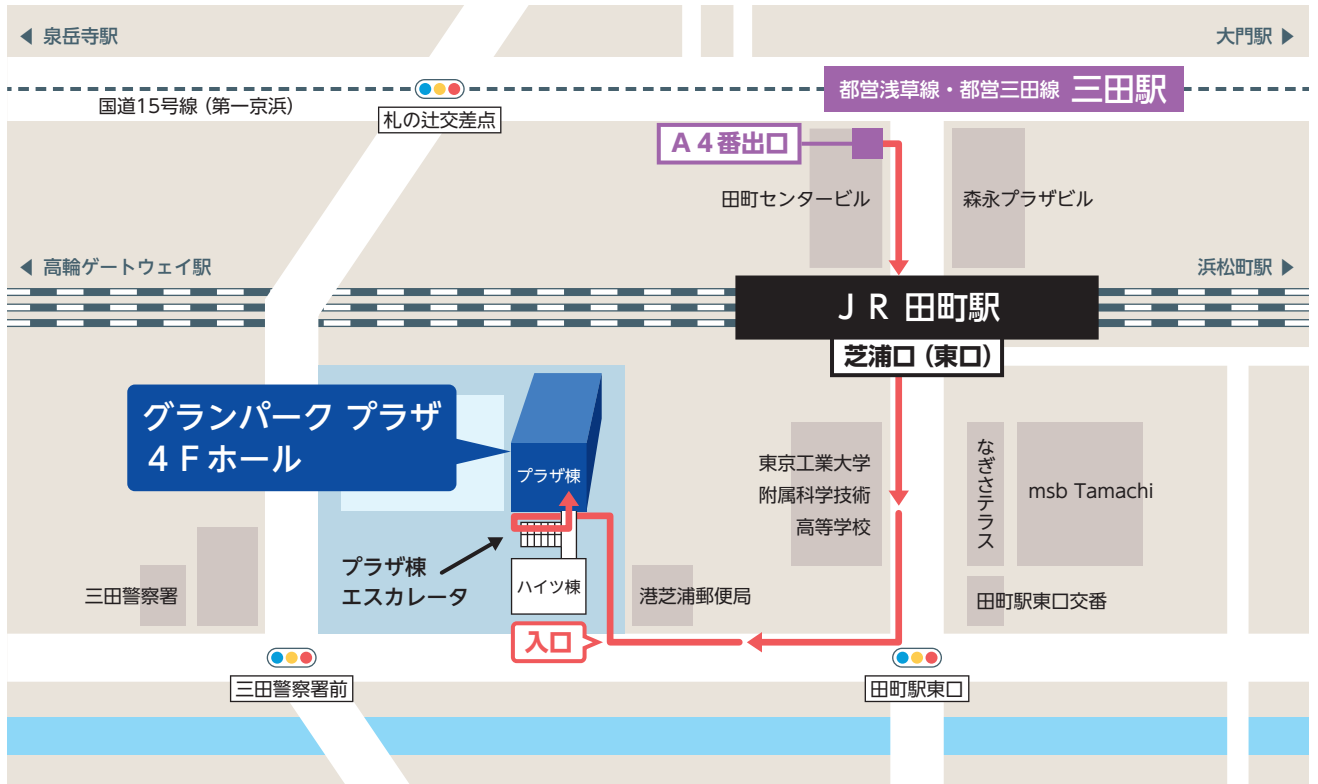 ◀ 泉岳寺駅
大門駅 ▶
都営浅草線・都営三田線 三田駅
国道15号線（第一京浜）
札の辻交差点
A4番出口
田町センタービル
森永プラザビル
◀ 高輪ゲートウェイ駅
浜松町駅 ▶
ＪＲ 田町駅
芝浦口（東口）
グランパーク プラザ
４Ｆホール
プラザ棟
東京工業大学
附属科学技術
高等学校
なぎさテラス
msb Tamachi
プラザ棟
エスカレータ
ハイツ棟
三田警察署
港芝浦郵便局
田町駅東口交番
入口
三田警察署前
田町駅東口